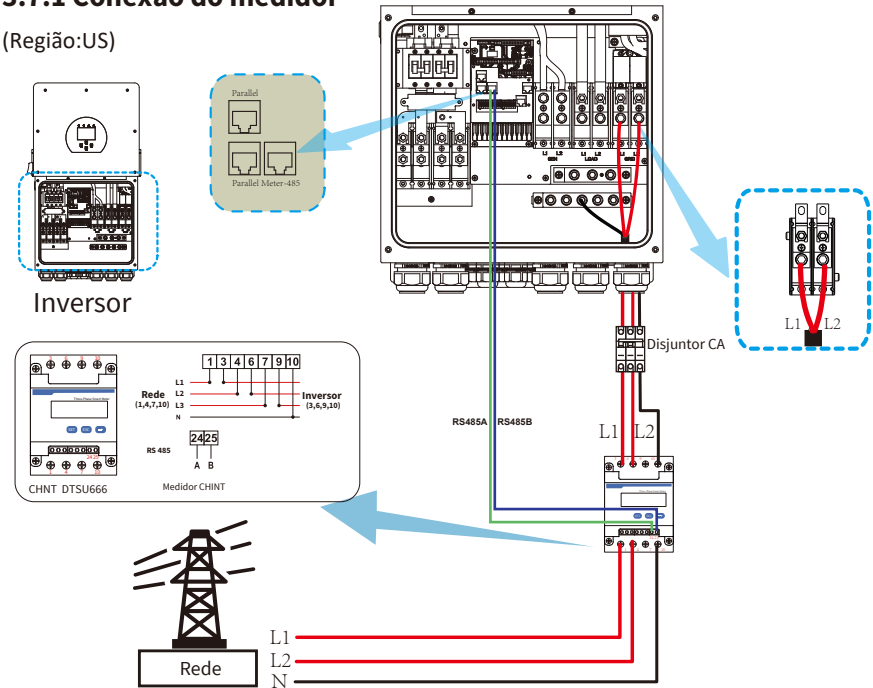 3.7.1 Conexão do medidor
(Região:US)
Parallel
Parallel Meter-485
L1 L2
GEN
L1 L2
LOAD
L1 L2
GRID
Inversor
L1 L2
Disjuntor CA
RS485A RS485B
L1 L2
24 25
CHNT DTSU666
1 3 4 6 7 9 10
L1
L2
L3
N
Rede
(1,4,7,10)
Inversor
(3,6,9,10)
24 25
RS 485
A B
Medidor CHINT
Rede
L1
L2
N